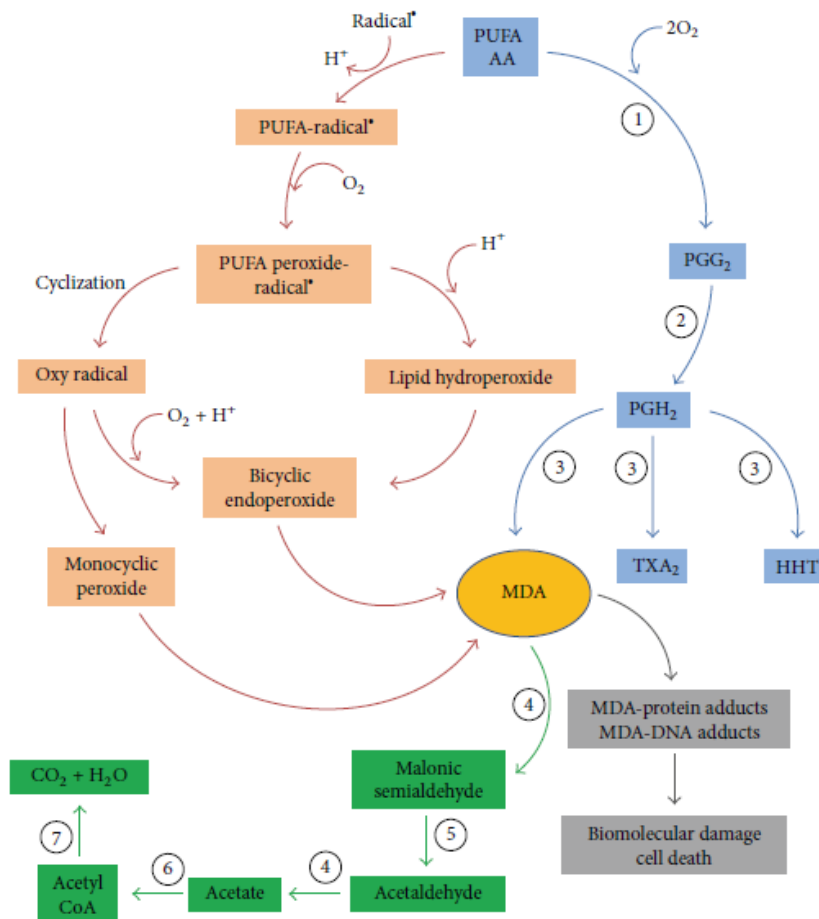 Radical•
H⁺
PUFA
AA
2O₂
1
PUFA-radical•
O₂
PUFA peroxide-
radical•
H⁺
PGG₂
Cyclization
2
Oxy radical
Lipid hydroperoxide
O₂ + H⁺
PGH₂
Bicyclic
endoperoxide
3
3
3
Monocyclic
peroxide
MDA
TXA₂
HHT
4
MDA-protein adducts
MDA-DNA adducts
CO₂ + H₂O
Malonic
semialdehyde
7
5
Biomolecular damage
cell death
Acetyl
CoA
6
Acetate
4
Acetaldehyde